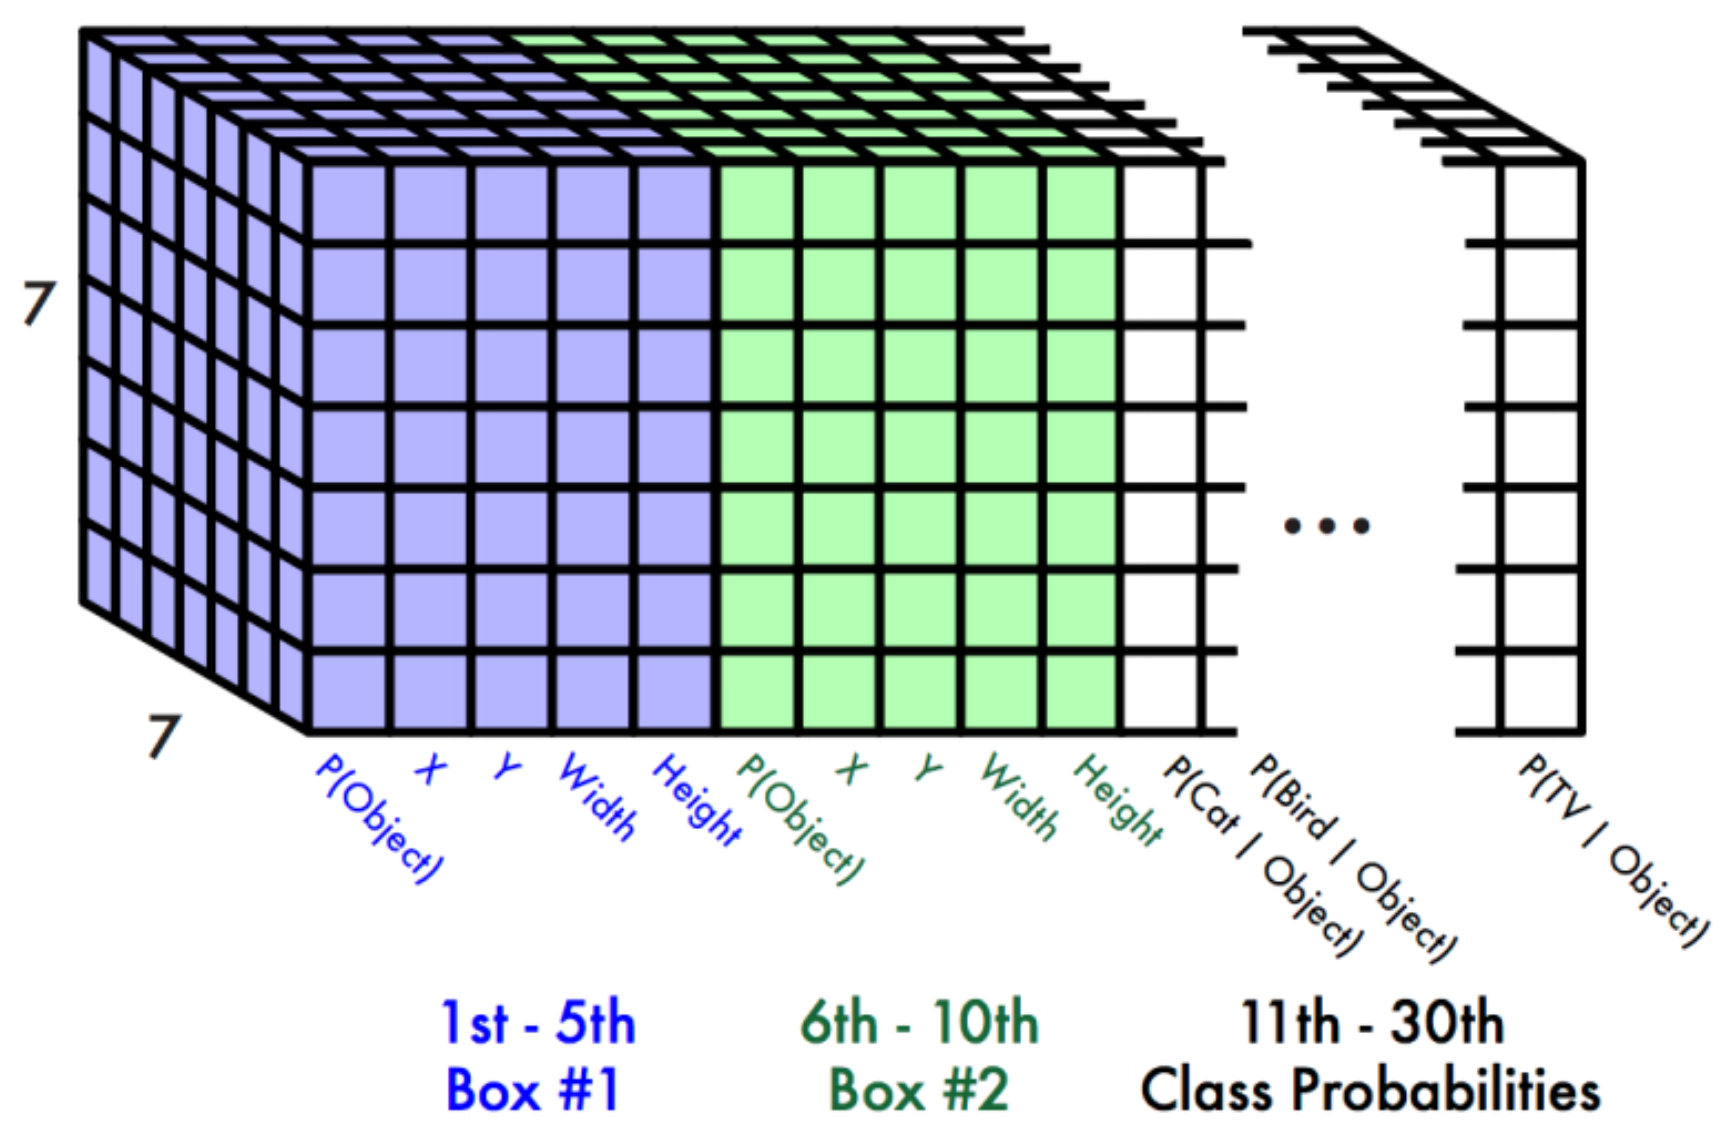 7
7
P(Object)
X
Y
Width
Height
P(Object)
X
Y
Width
Height
P(Cat | Object)
P(Bird | Object)
...
P(TV | Object)
1st - 5th
Box #1
6th - 10th
Box #2
11th - 30th
Class Probabilities